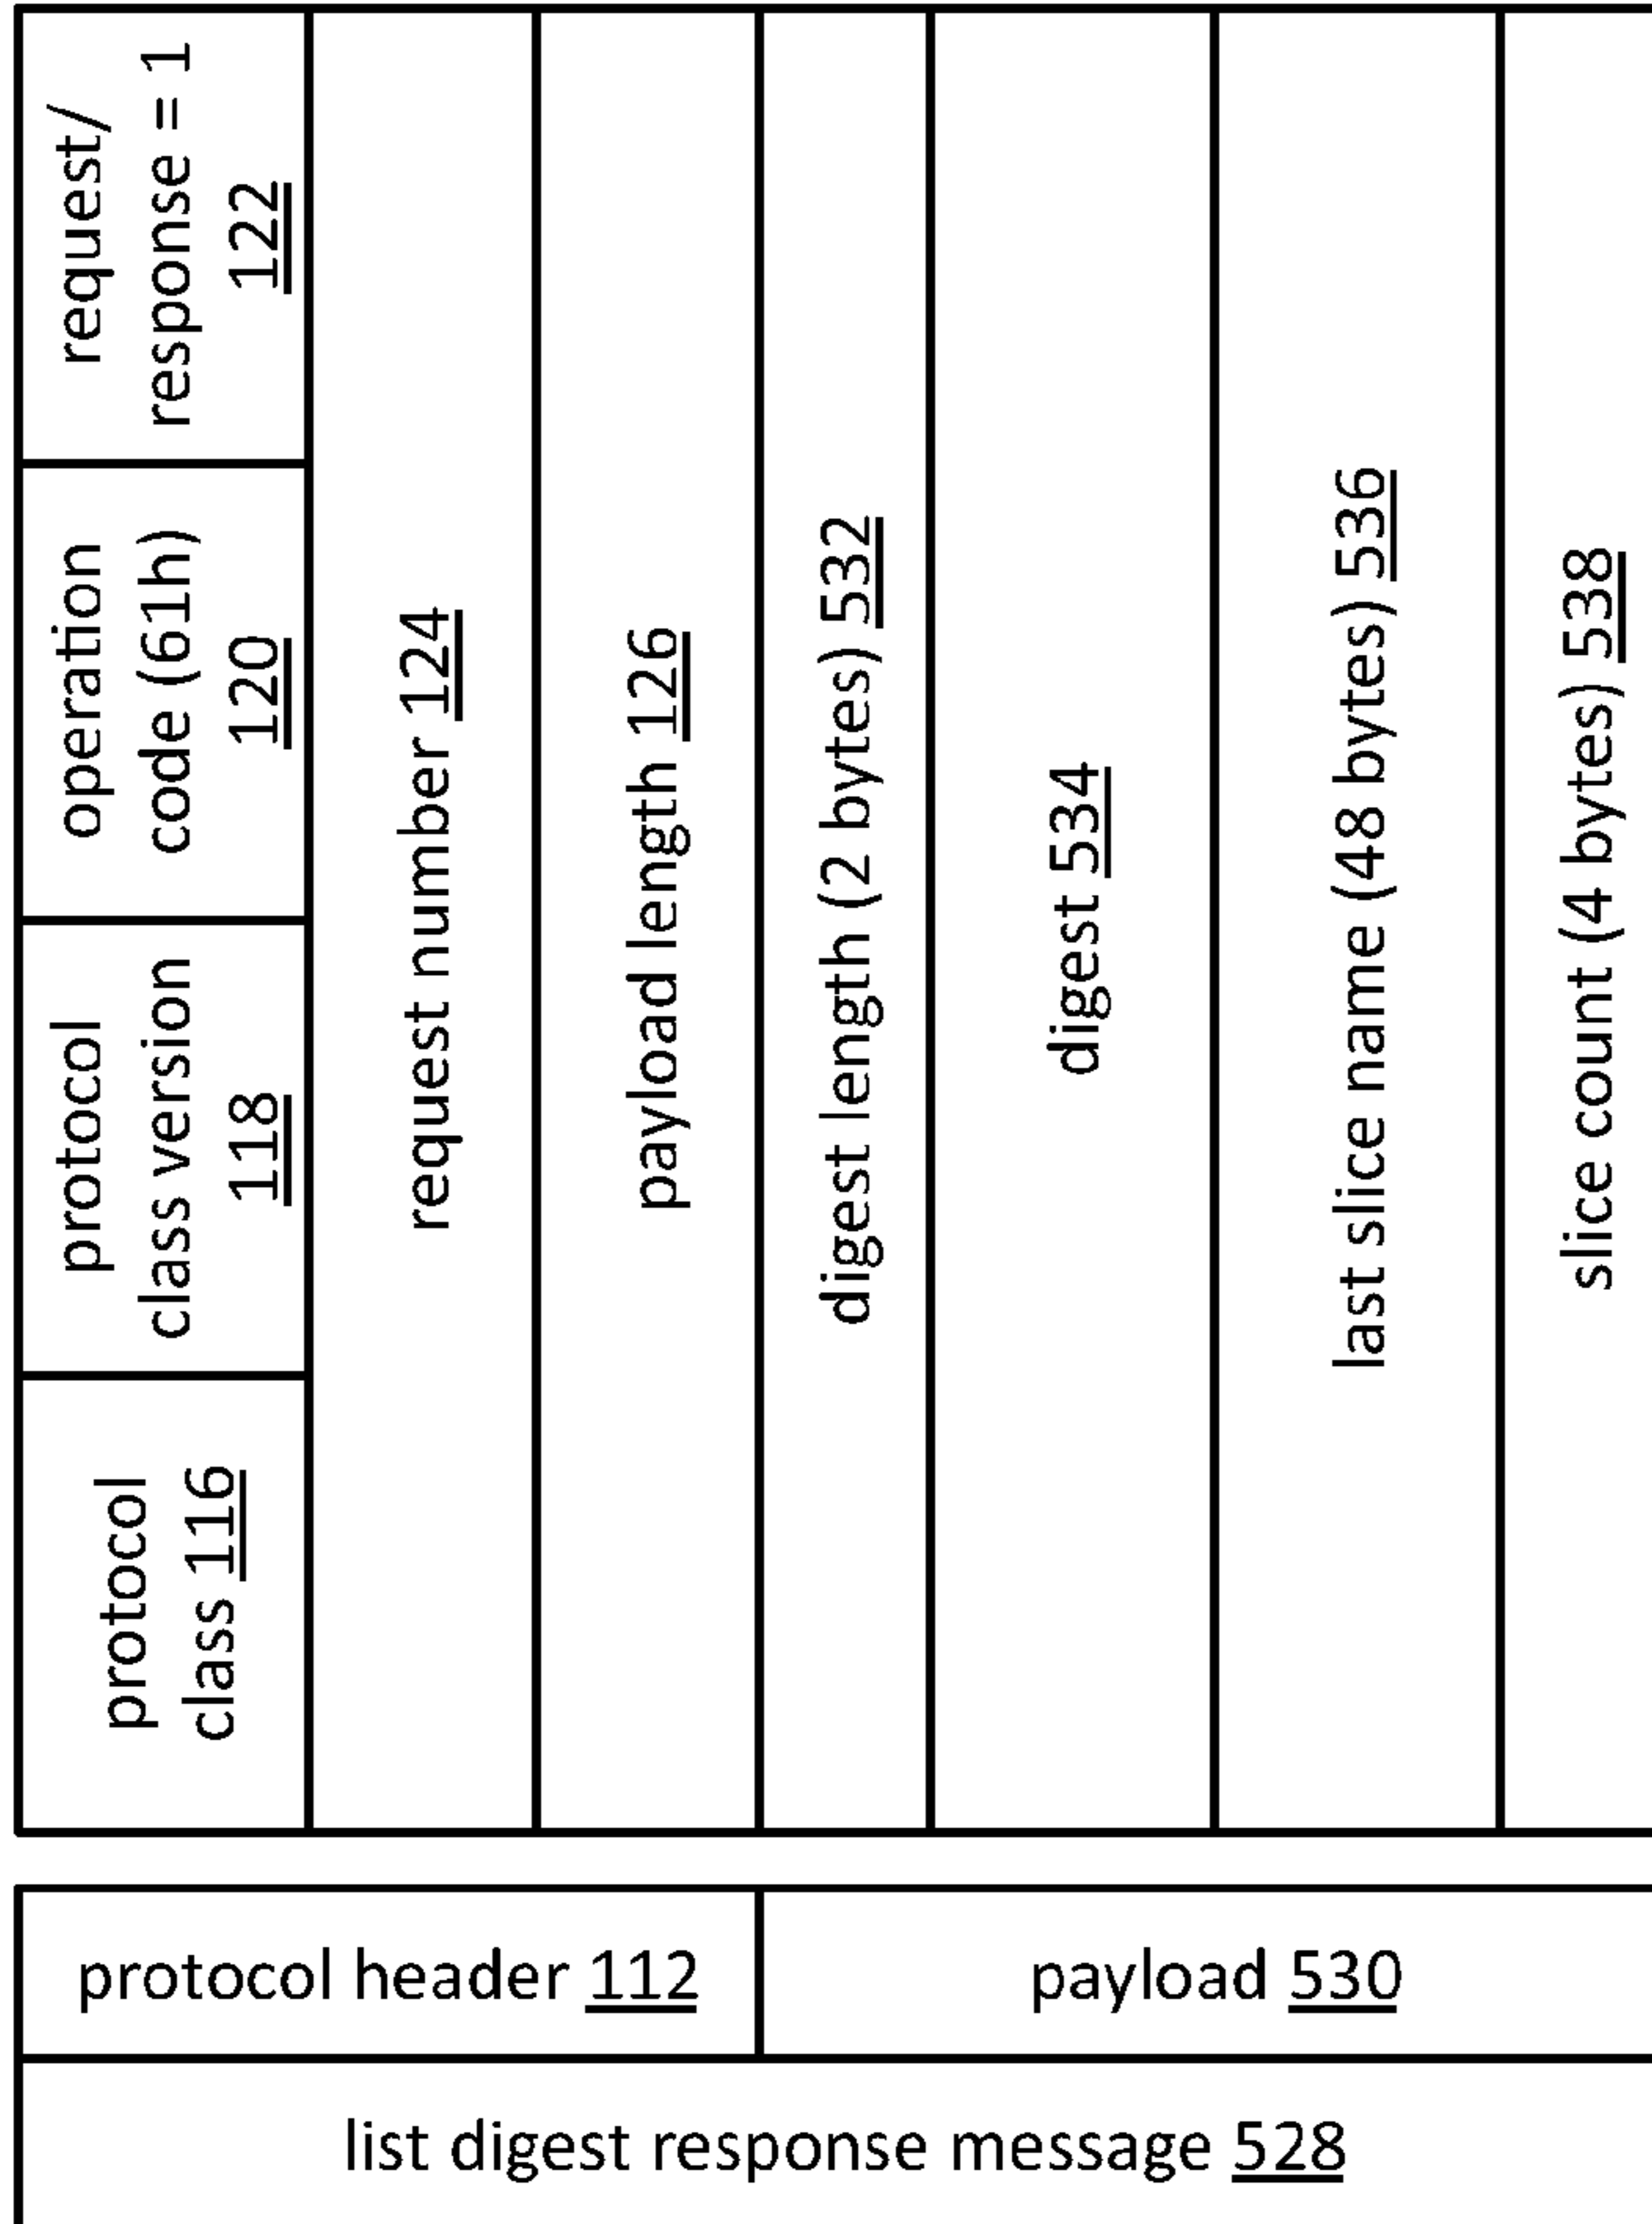 protocol
class 116
protocol
class version
118
operation
code (61h)
120
request/
response = 1
122
request number 124
payload length 126
digest length (2 bytes) 532
digest 534
last slice name (48 bytes) 536
slice count (4 bytes) 538
protocol header 112
payload 530
list digest response message 528